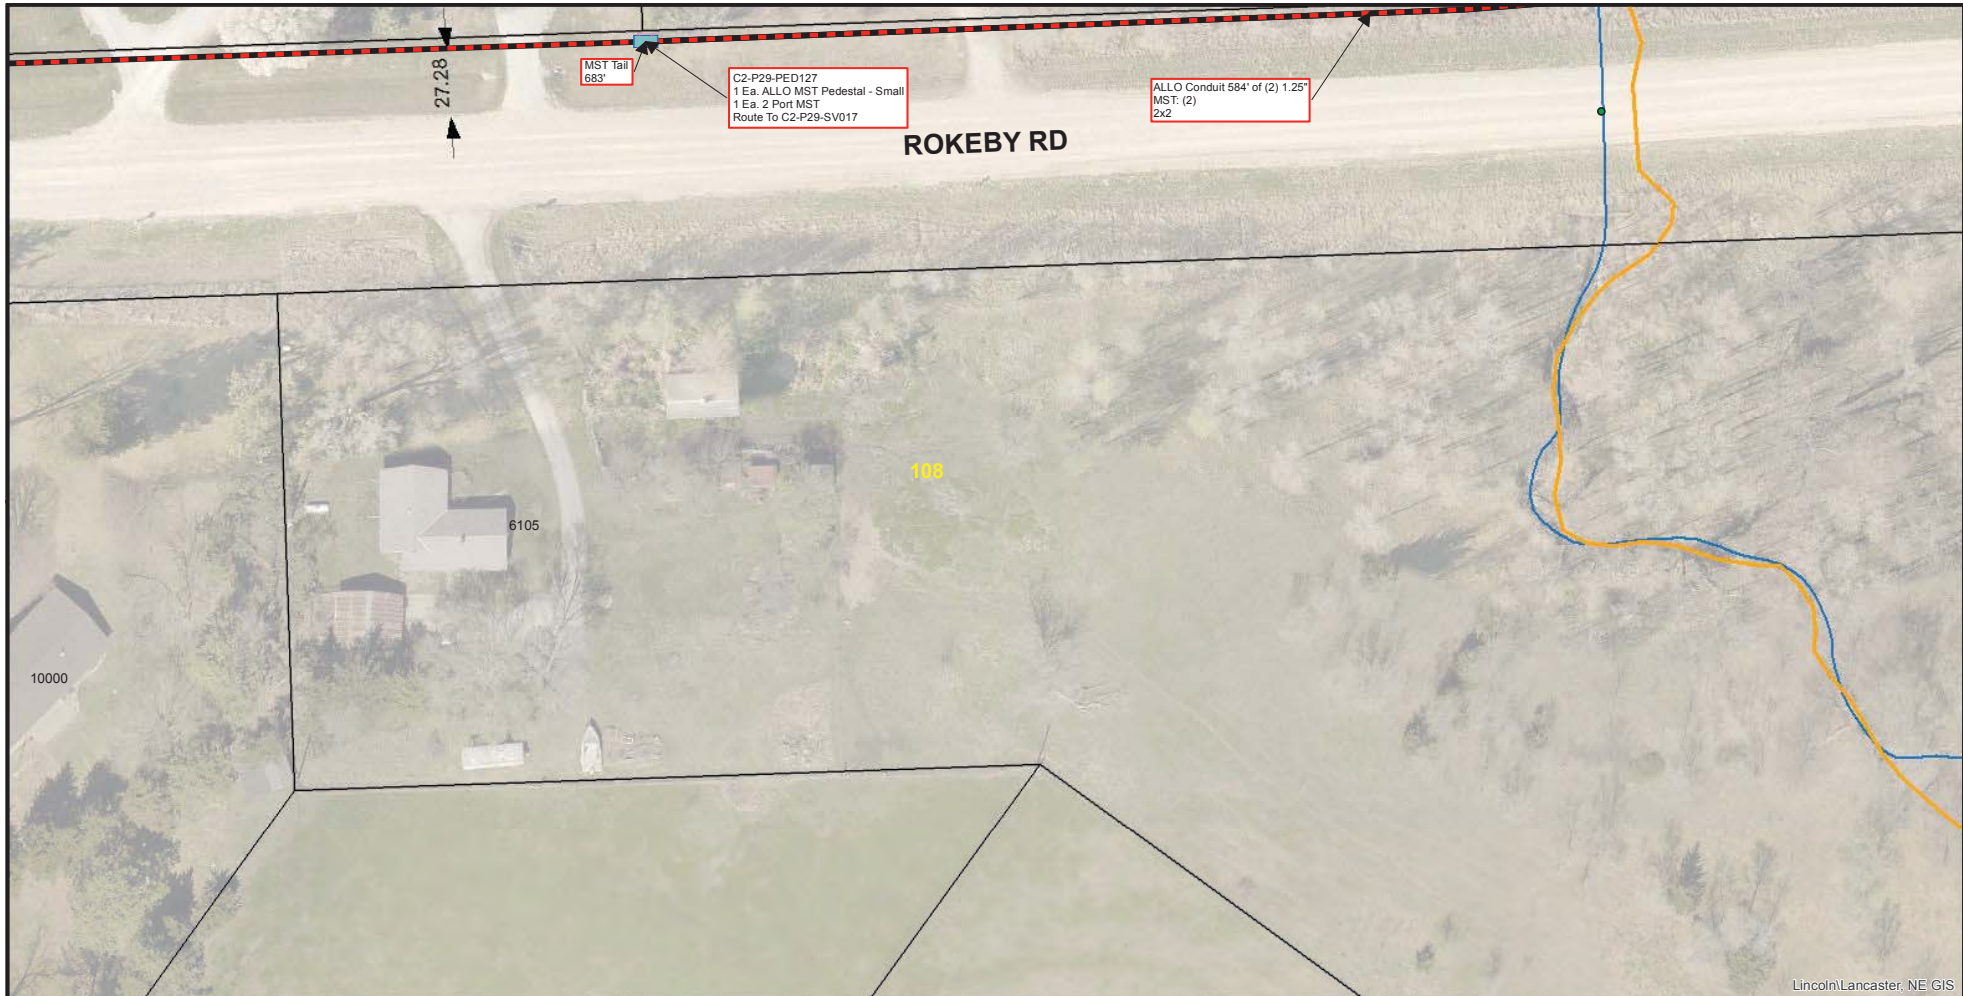 27.28
MST Tail
683'
C2-P29-PED127
1 Ea. ALLO MST Pedestal - Small
1 Ea. 2 Port MST
Route To C2-P29-SV017
ALLO Conduit 584' of (2) 1.25"
MST: (2)
2x2
ROKEBY RD
108
6105
10000
Lincoln\Lancaster, NE GIS